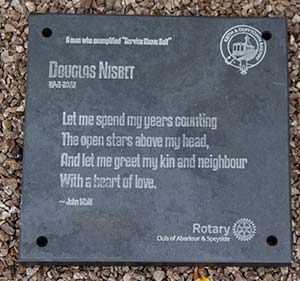 A man who exemplified "Service Above Self"
DOUGLAS NISBET
Let me spend my years counting
The open stars above my head,
And let me greet my kin and neighbour
With a heart of love.
~ John
Rotary
Club of Aberlour & Speyside